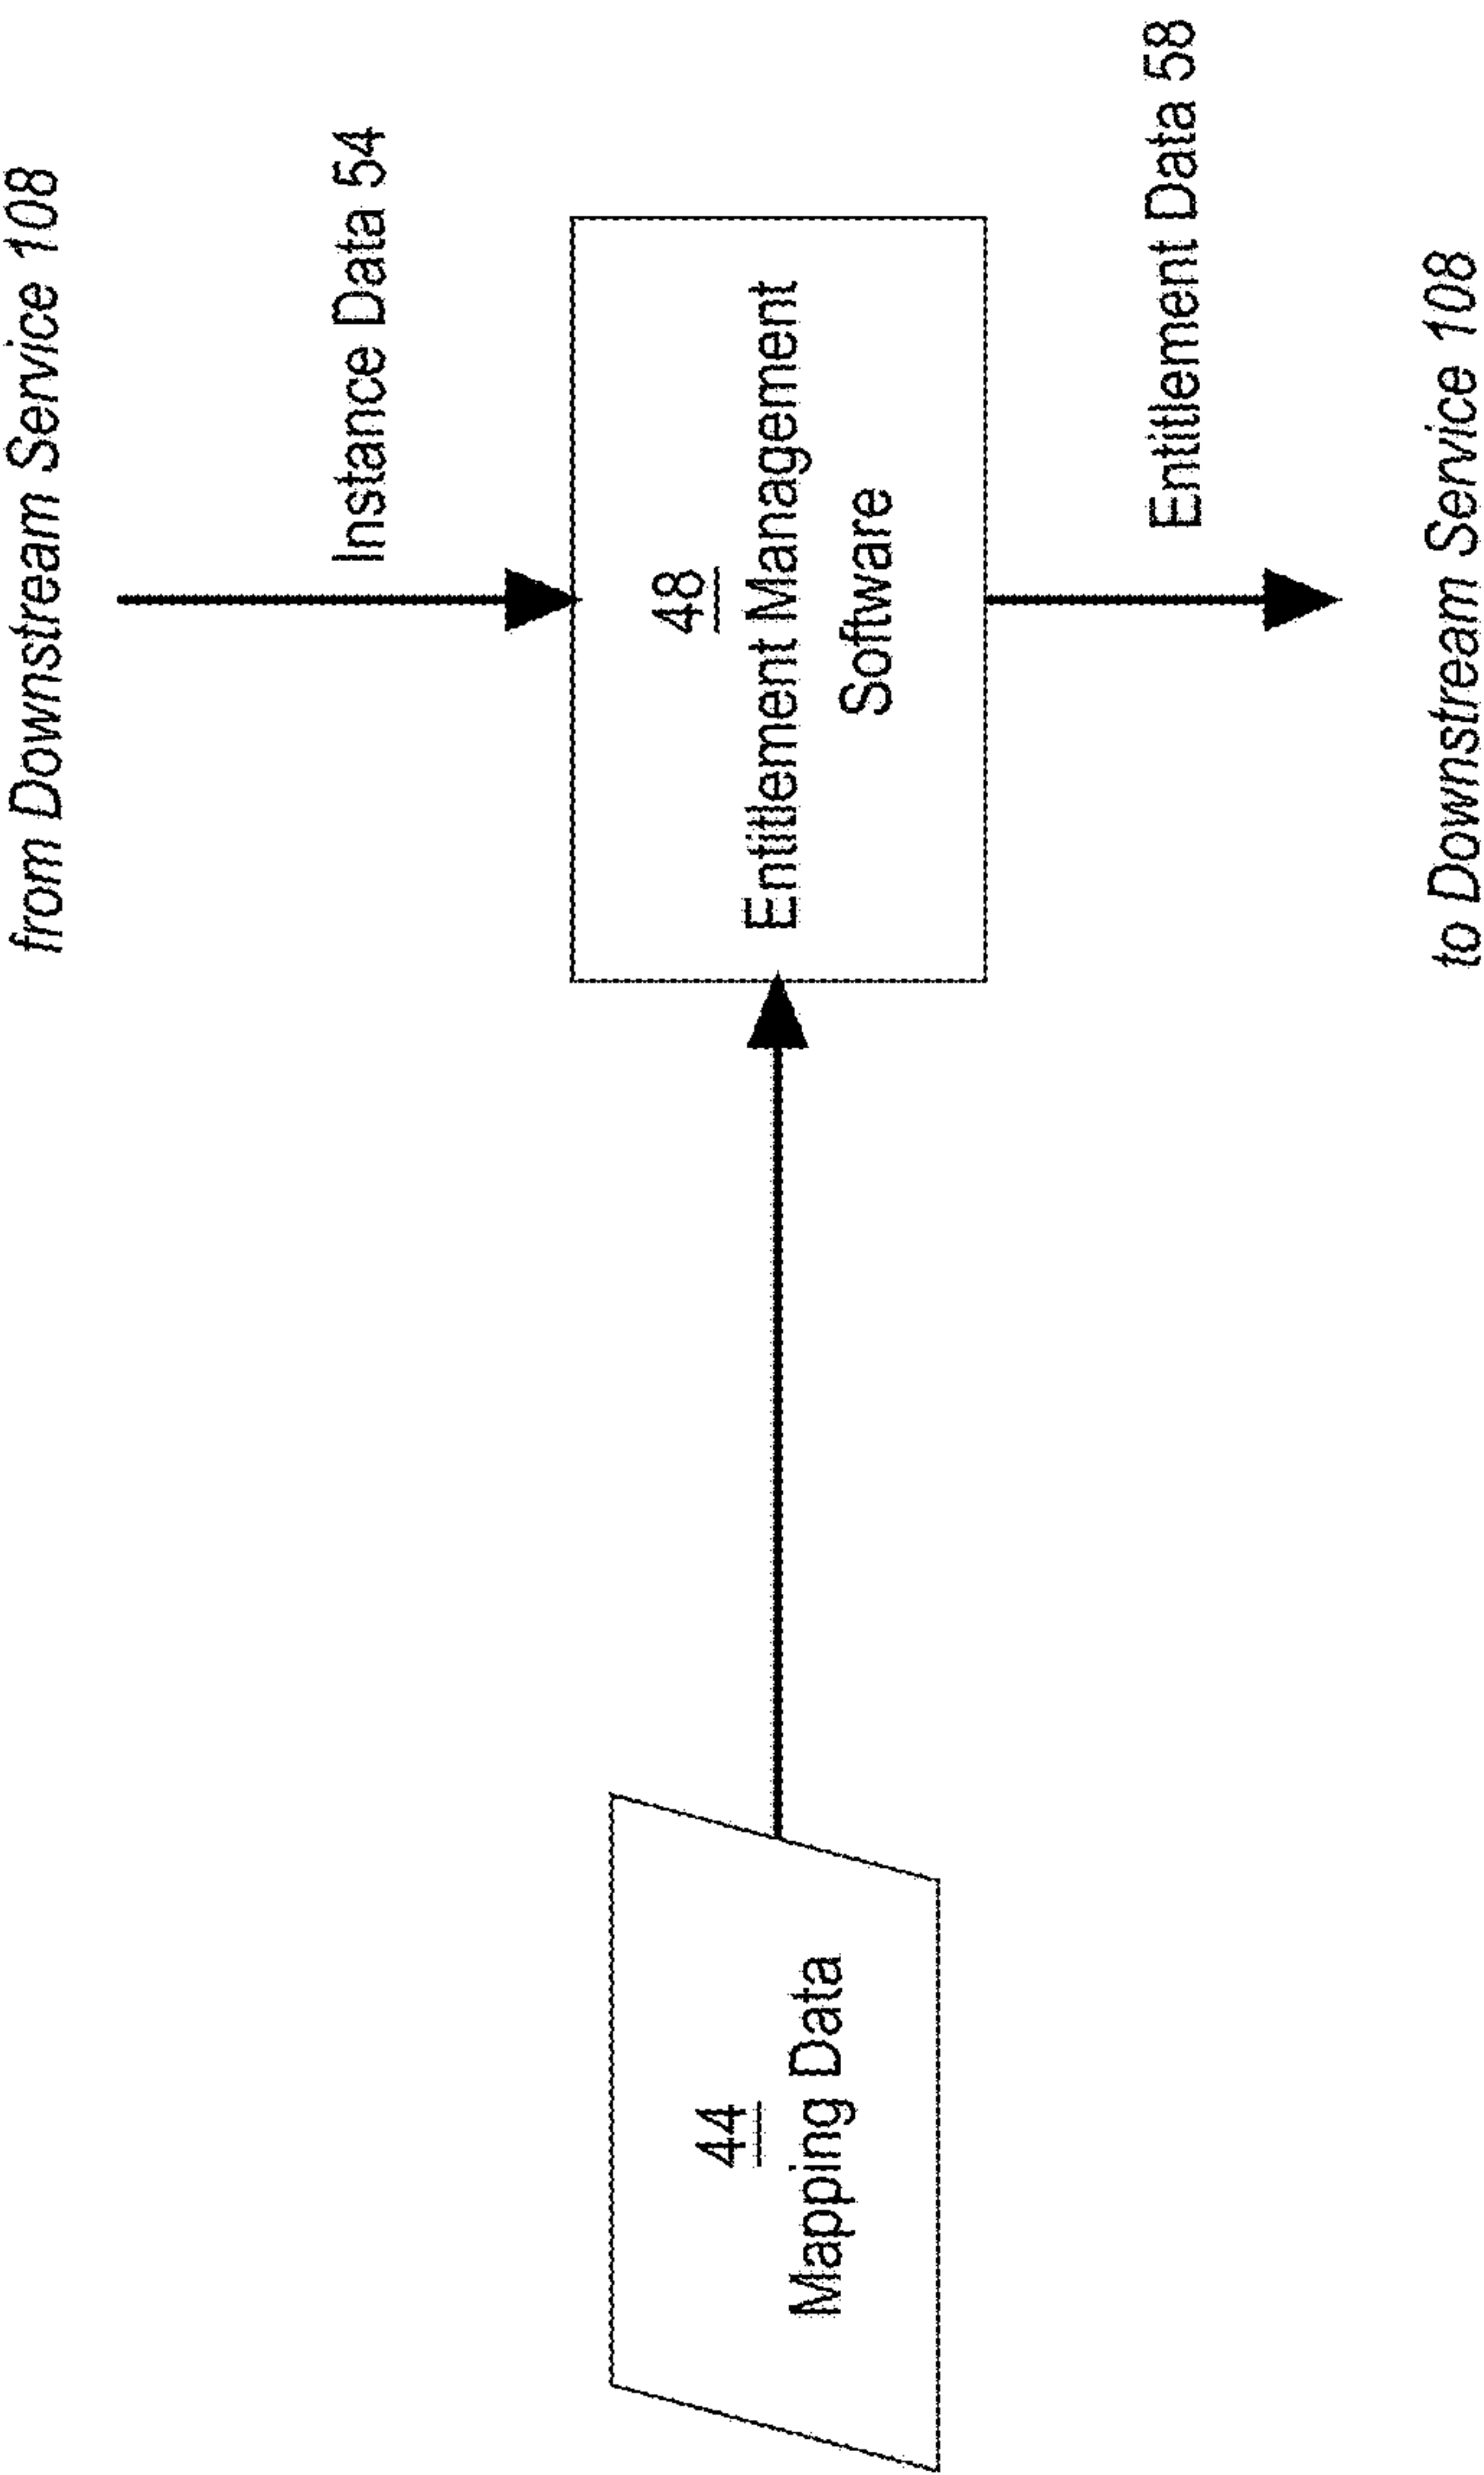 from Downstream Service 108
Instance Data 54
48
Entitlement Management
Software
44
Mapping Data
Entitlement Data 58
to Downstream Service 108